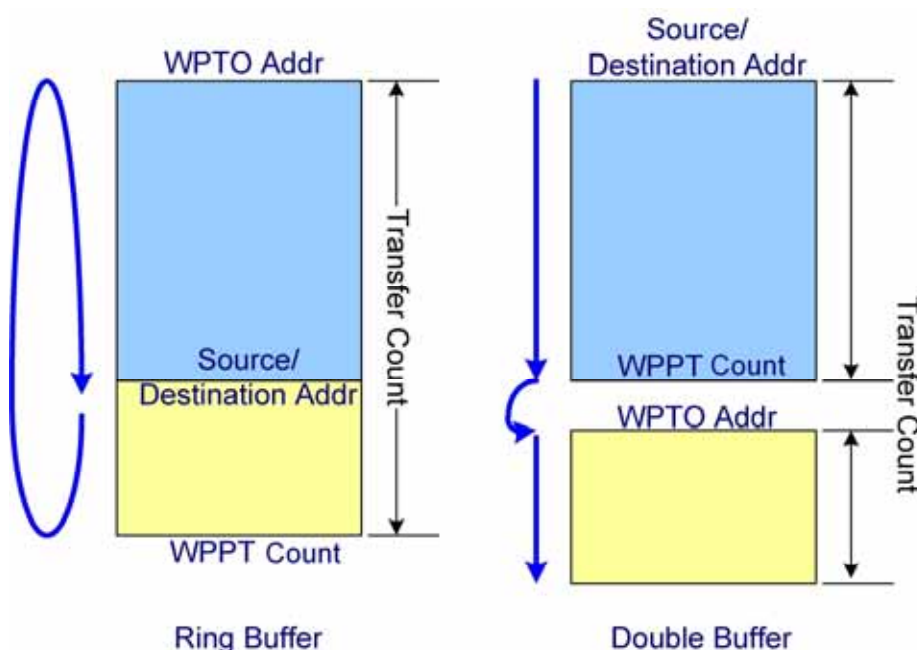 WPTO Addr
Transfer Count
Source/
Destination Addr
WPPT Count
Ring Buffer
Source/
Destination Addr
WPPT Count
WPTO Addr
Transfer Count
Double Buffer